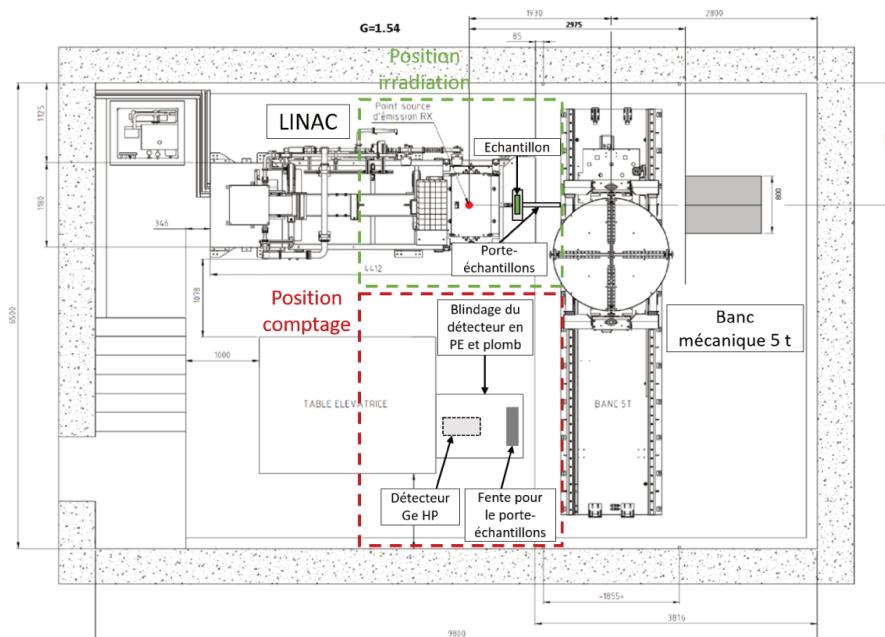 1930
2800
G=1.54
2975
85
Position
irradiation
Point source
d'émission RX
LINAC
Echantillon
1125
1180
800
346
Porte-
échantillons
4412
Position
comptage
1078
Blindage du
détecteur en
PE et plomb
Banc
mécanique 5 t
6500
1000
TABLE ELEVATRICE
BANC 5T
Détecteur
Ge HP
Fente pour
le porte-
échantillons
=1855=
3816
9800